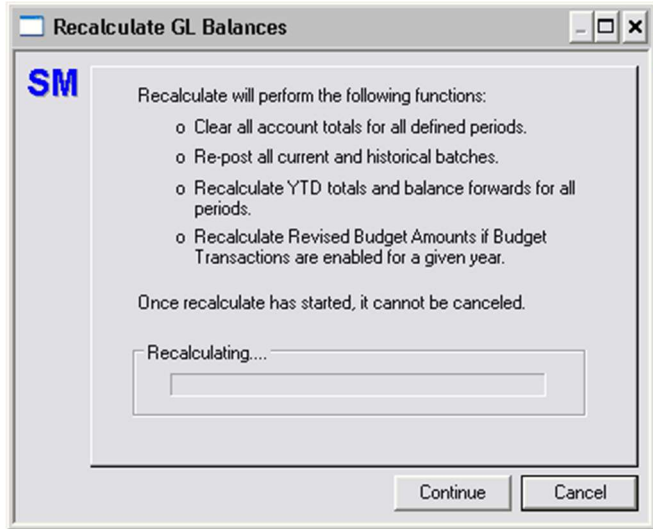 Recalculate GL Balances
SM
Recalculate will perform the following functions:
o Clear all account totals for all defined periods.
o Re-post all current and historical batches.
o Recalculate YTD totals and balance forwards for all
periods.
o Recalculate Revised Budget Amounts if Budget
Transactions are enabled for a given year.
Once recalculate has started, it cannot be canceled.
Recalculating....
Continue
Cancel